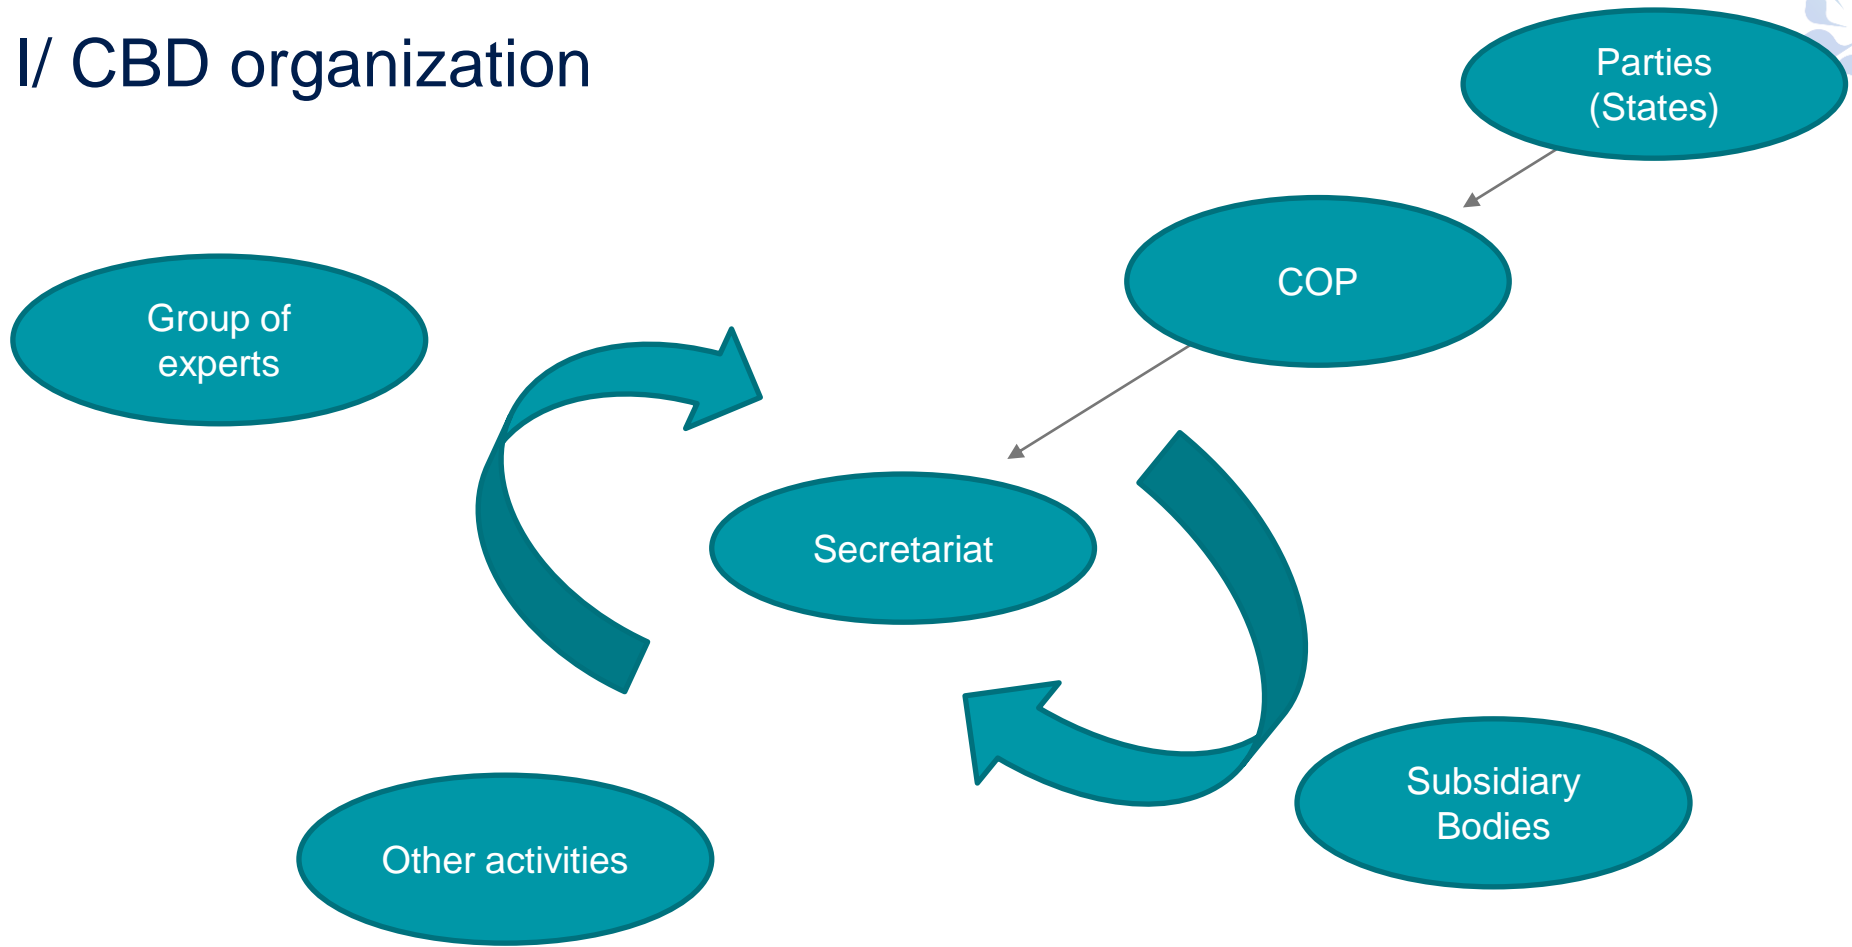 I/ CBD organization
Parties
(States)
COP
Group of
experts
Secretariat
Subsidiary
Bodies
Other activities